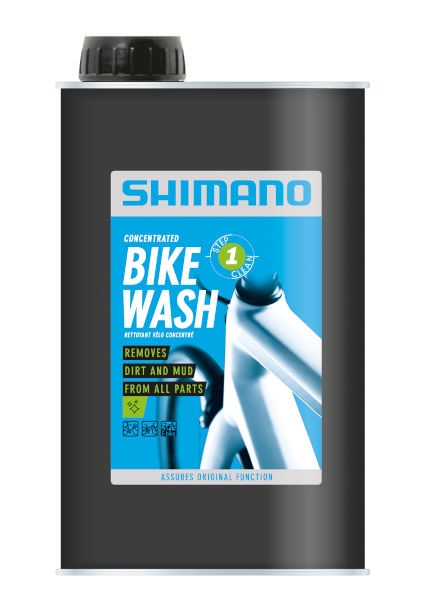 SHIMANO
CONCENTRATED
BIKE
WASH
NETTOYANT VÉLO CONCENTRÉ
STEP
1
CLEAN
REMOVES
DIRT AND MUD
FROM ALL PARTS
ASSURES ORIGINAL FUNCTION